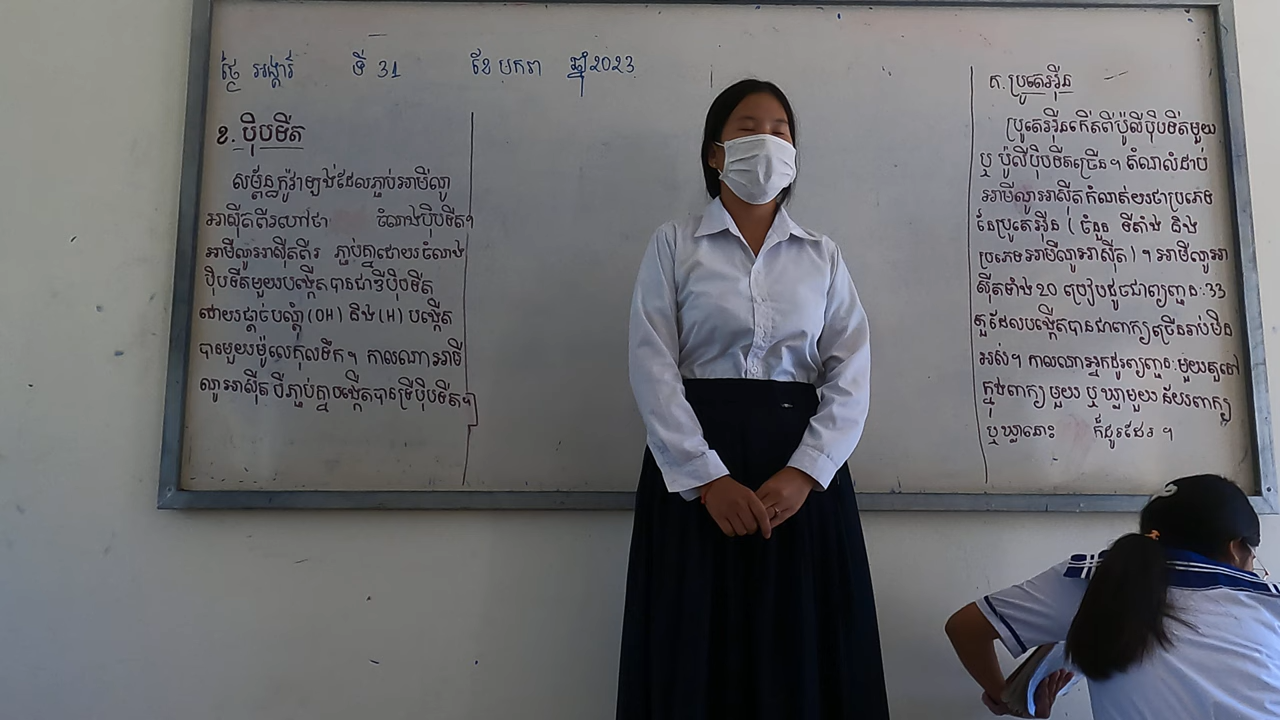 ថ្ងៃ អង្គារ៍ ទី 31 ខែ មករា ឆ្នាំ 2023
ខ. ប៉ិបទីត
សម្ព័ន្ធកូវ៉ាឡង់ដែលភ្ជាប់អាមីណូ
អាស៊ីតពីរហៅថា ចំណងប៉ិបទីត។
អាមីណូអាស៊ីតពីរ ភ្ជាប់គ្នាដោយចំណង
ប៉ិបទីតមួយបង្កើតបានជាឌីប៉ិបទីត
ដោយផ្តាច់បណ្តុំ (OH) និង (H) បង្កើត
បានមួយម៉ូលេគុលទឹក។ កាលណាអាមី
ណូអាស៊ីត បីភ្ជាប់គ្នាបង្កើតបានទ្រីប៉ិបទីត។
គ. ប្រូតេអ៊ីន
ប្រូតេអ៊ីនកើតពីប៉ូលីប៉ិបទីតមួយ
ឬ ប៉ូលីប៉ិបទីតច្រើន។ តំណលំដាប់
អាមីណូអាស៊ីតកំណត់យរថាប្រភេទ
នៃប្រូតេអ៊ីន ( ចំនួន ទីតាំង និង
ប្រភេទអាមីណូអាស៊ីត ) ។ អាមីណូអា
ស៊ីតទាំង 20 ប្រៀបដូចជាព្យញ្ជនៈ 33
តួដែលបង្កើតបានជាពាក្យច្រើនរាប់មិន
អស់។ កាលណាអ្នកដូរព្យញ្ជនៈមួយតួនៅ
ក្នុងពាក្យមួយ ឬ ឃ្លាមួយ ន័យពាក្យ
ឬឃ្លានោះ ក៏ដូរដែរ ។